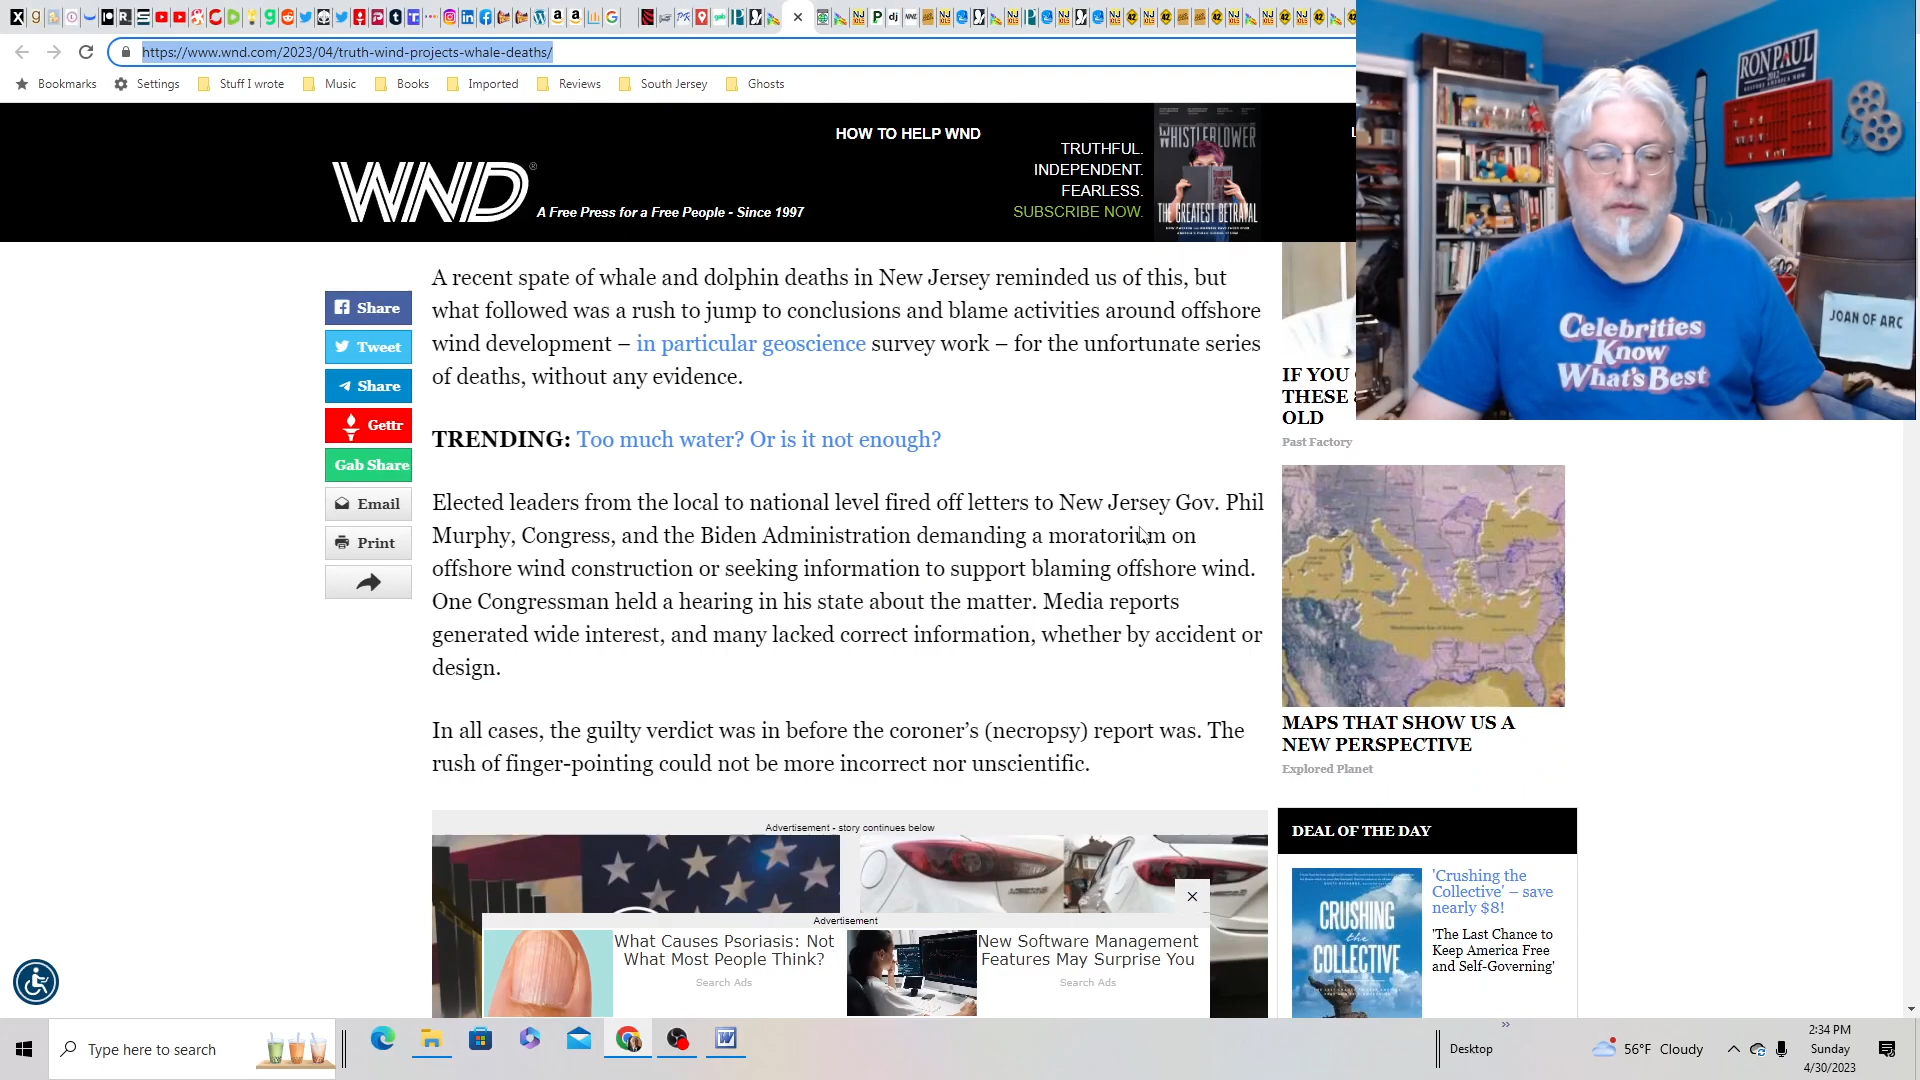 https://www.wnd.com/2023/04/truth-wind-projects-whale-deaths/
Bookmarks
Settings
Stuff I wrote
Music
Books
Imported
Reviews
South Jersey
Ghosts
WND®
A Free Press for a Free People - Since 1997
HOW TO HELP WND
TRUTHFUL.
INDEPENDENT.
FEARLESS.
SUBSCRIBE NOW.
WHISTLEBLOWER
THE GREATEST BETRAYAL
RON PAUL
2012
JOAN OF ARC
Celebrities
Know
What's Best
Share
Tweet
Share
Gettr
Gab Share
Email
Print
A recent spate of whale and dolphin deaths in New Jersey reminded us of this, but
what followed was a rush to jump to conclusions and blame activities around offshore
wind development – in particular geoscience survey work – for the unfortunate series
of deaths, without any evidence.
TRENDING: Too much water? Or is it not enough?
Elected leaders from the local to national level fired off letters to New Jersey Gov. Phil
Murphy, Congress, and the Biden Administration demanding a moratorium on
offshore wind construction or seeking information to support blaming offshore wind.
One Congressman held a hearing in his state about the matter. Media reports
generated wide interest, and many lacked correct information, whether by accident or
design.
In all cases, the guilty verdict was in before the coroner's (necropsy) report was. The
rush of finger-pointing could not be more incorrect nor unscientific.
IF YOU
THESE
OLD
Past Factory
MAPS THAT SHOW US A
NEW PERSPECTIVE
Explored Planet
DEAL OF THE DAY
CRUSHING
the
COLLECTIVE
'Crushing the
Collective' – save
nearly $8!
'The Last Chance to
Keep America Free
and Self-Governing'
Advertisement - story continues below
Advertisement
What Causes Psoriasis: Not
What Most People Think?
Search Ads
New Software Management
Features May Surprise You
Search Ads
Type here to search
Desktop
56°F Cloudy
2:34 PM
Sunday
4/30/2023